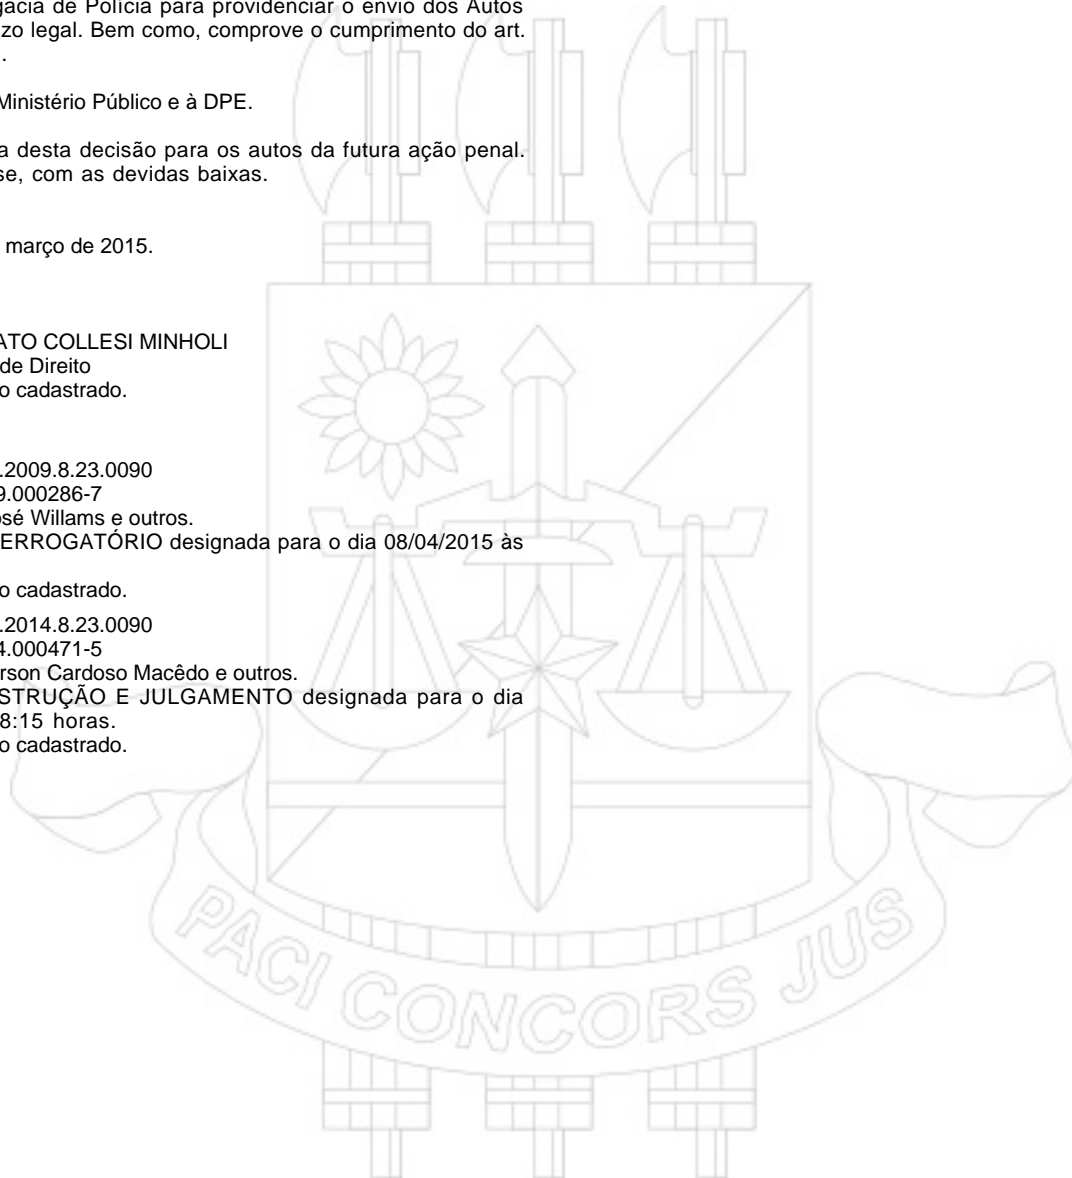 gacia de Polícia para providenciar o envio dos Autos
zo legal. Bem como, comprove o cumprimento do art.
.
Ministério Público e à DPE.
a desta decisão para os autos da futura ação penal.
se, com as devidas baixas.
março de 2015.
ATO COLLESI MINHOLI
de Direito
o cadastrado.
.2009.8.23.0090
9.000286-7
osé Willams e outros.
ERROGATÓRIO designada para o dia 08/04/2015 às
o cadastrado.
.2014.8.23.0090
4.000471-5
rson Cardoso Macêdo e outros.
STRUÇÃO E JULGAMENTO designada para o dia
8:15 horas.
o cadastrado.
PACI CONCORS JUS